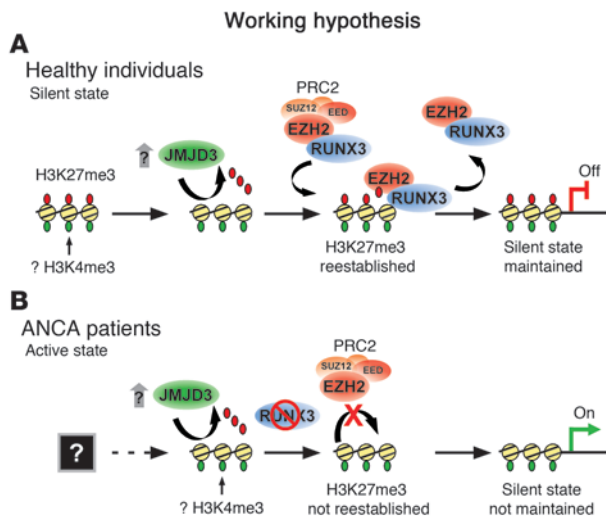 Working hypothesis
A
Healthy individuals
Silent state
PRC2
SUZ12
EED
EZH2
RUNX3
EZH2
RUNX3
?
JMJD3
H3K27me3
EZH2
RUNX3
Off
? H3K4me3
H3K27me3
reestablished
Silent state
maintained
B
ANCA patients
Active state
PRC2
SUZ12
EED
EZH2
?
JMJD3
RUNX3
X
On
?
? H3K4me3
H3K27me3
not reestablished
Silent state
not maintained